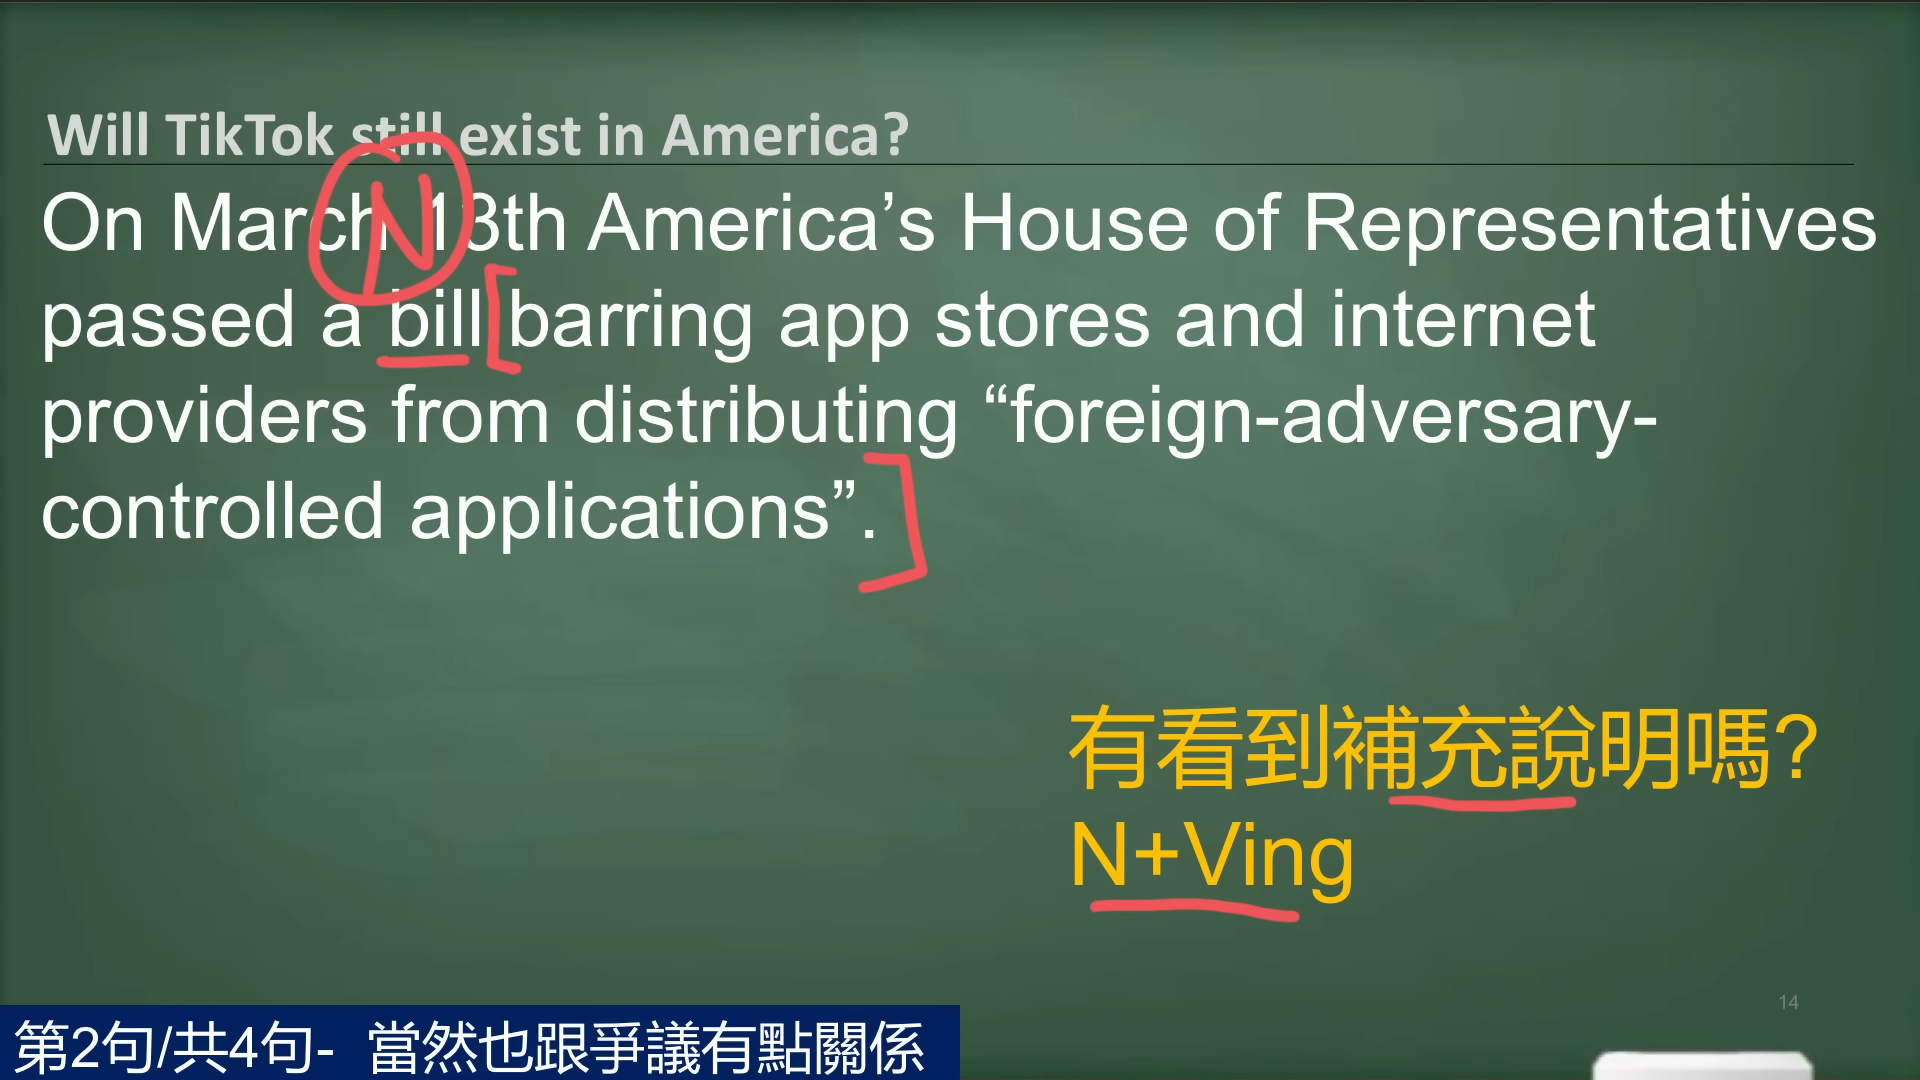 Will TikTok still exist in America?
On March 13th America’s House of Representatives
passed a bill barring app stores and internet
providers from distributing “foreign-adversary-
controlled applications”.
N
有看到補充說明嗎?
N+Ving
14
第2句/共4句- 當然也跟爭議有點關係